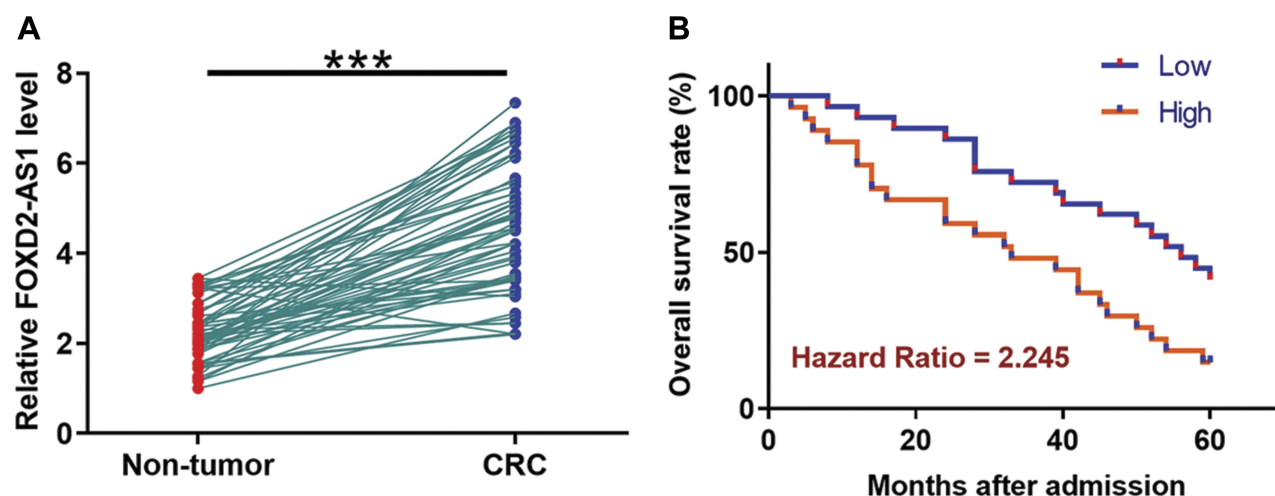 A
Relative FOXD2-AS1 level
8
6
4
2
0
***
Non-tumor
CRC
B
Overall survival rate (%)
100
50
0
Low
High
Hazard Ratio = 2.245
0
20
40
60
Months after admission